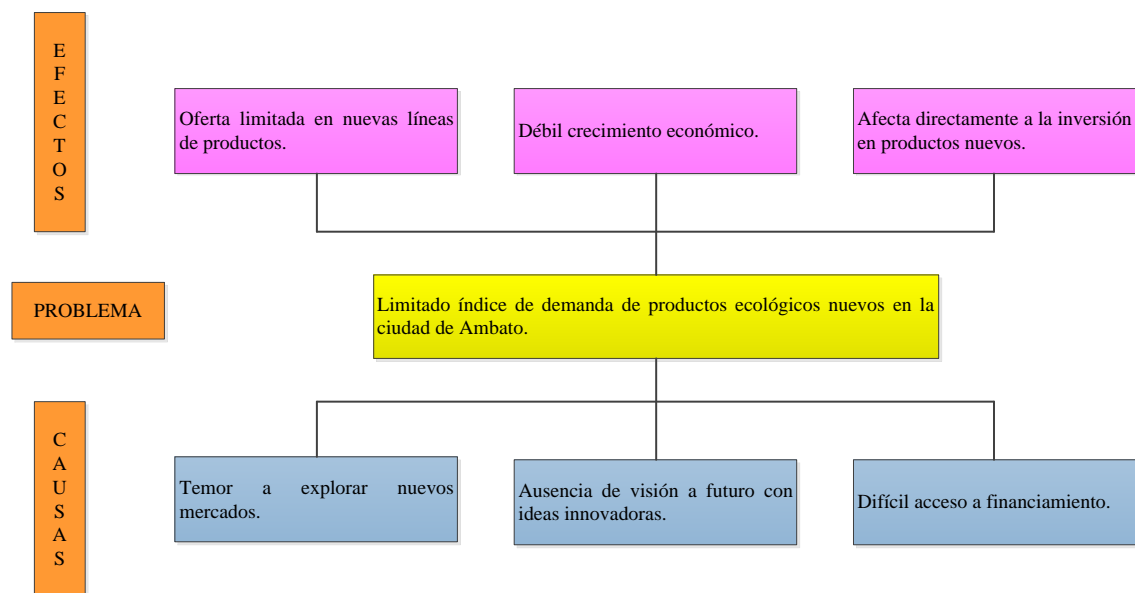 EFECTOS
Oferta limitada en nuevas líneas
de productos.
Débil crecimiento económico.
Afecta directamente a la inversión
en productos nuevos.
PROBLEMA
Limitado índice de demanda de productos ecológicos nuevos en la
ciudad de Ambato.
CAUSAS
Temor a explorar nuevos
mercados.
Ausencia de visión a futuro con
ideas innovadoras.
Difícil acceso a financiamiento.